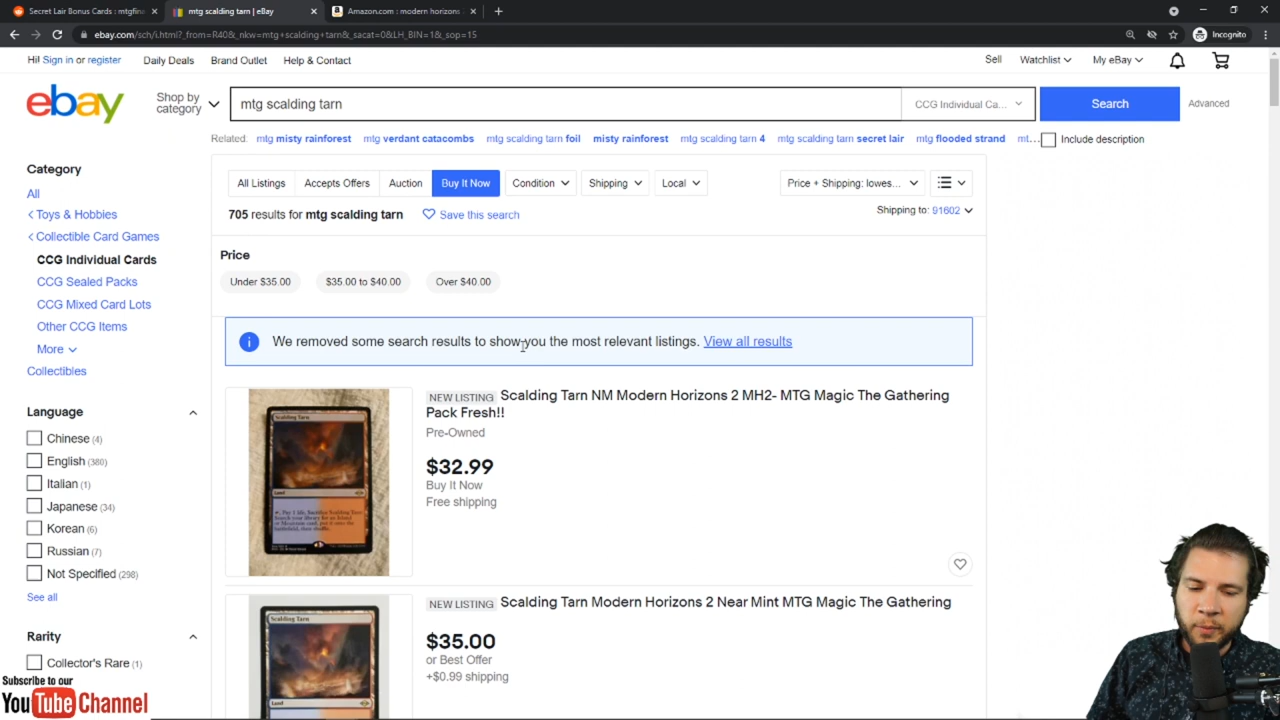 Secret Lair Bonus Cards : mtgfina
mtg scalding tarn | eBay
Amazon.com : modern horizons
ebay.com/sch/i.html?_from=R40&_nkw=mtg+scalding+tarn&_sacat=0&LH_BIN=1&_sop=15
Incognito
Hi! Sign in or register
Daily Deals
Brand Outlet
Help & Contact
Sell
Watchlist
My eBay
ebay
Shop by
category
mtg scalding tarn
CCG Individual Ca...
Search
Advanced
Related: mtg misty rainforest mtg verdant catacombs mtg scalding tarn foil misty rainforest mtg scalding tarn 4 mtg scalding tarn secret lair mtg flooded strand mt...
Include description
Category
All
Toys & Hobbies
Collectible Card Games
CCG Individual Cards
CCG Sealed Packs
CCG Mixed Card Lots
Other CCG Items
More
Collectibles
Language
Chinese (4)
English (380)
Italian (1)
Japanese (34)
Korean (6)
Russian (7)
Not Specified (298)
See all
Rarity
Collector's Rare (1)
All Listings
Accepts Offers
Auction
Buy It Now
Condition
Shipping
Local
Price + Shipping: lowes...
705 results for mtg scalding tarn
Save this search
Shipping to: 91602
Price
Under $35.00
$35.00 to $40.00
Over $40.00
We removed some search results to show you the most relevant listings. View all results
Scalding Tarn
Land
NEW LISTING Scalding Tarn NM Modern Horizons 2 MH2- MTG Magic The Gathering
Pack Fresh!!
Pre-Owned
$32.99
Buy It Now
Free shipping
Scalding Tarn
Land
NEW LISTING Scalding Tarn Modern Horizons 2 Near Mint MTG Magic The Gathering
$35.00
or Best Offer
+$0.99 shipping
Subscribe to our
YouTube Channel